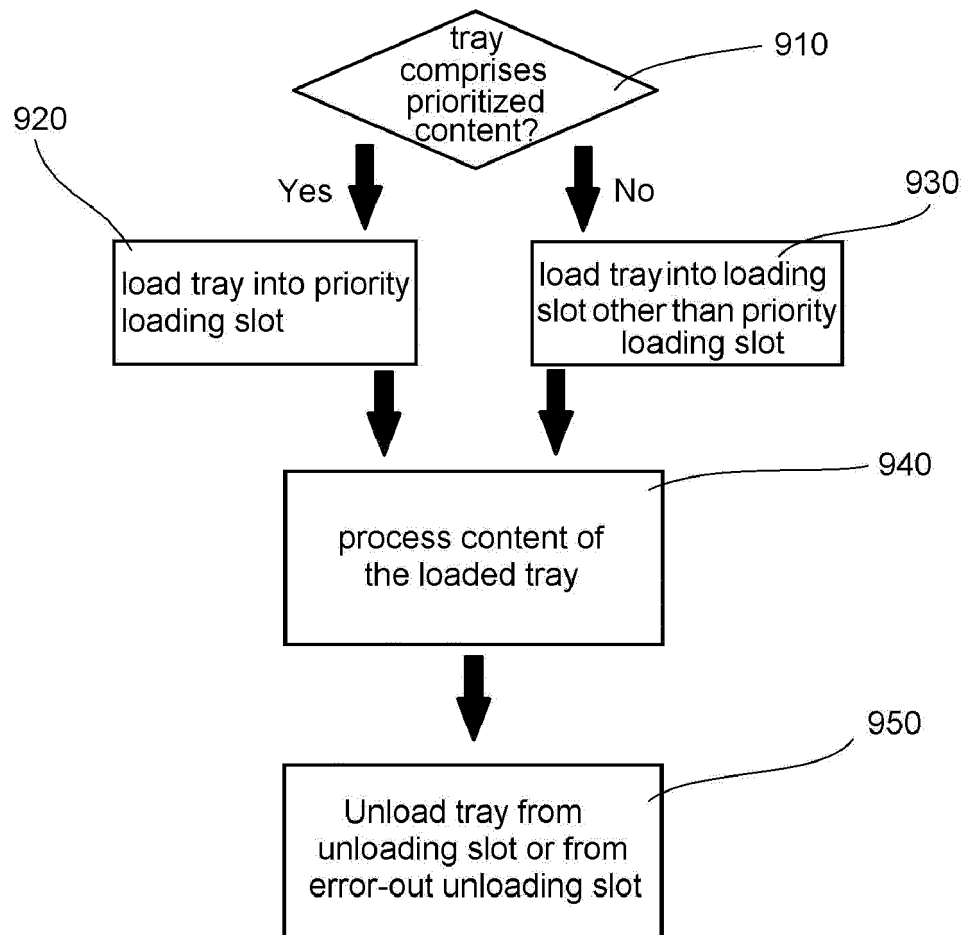 tray
comprises
prioritized
content?
910
920
Yes
No
930
load tray into priority
loading slot
load tray into loading
slot other than priority
loading slot
940
process content of
the loaded tray
950
Unload tray from
unloading slot or from
error-out unloading slot